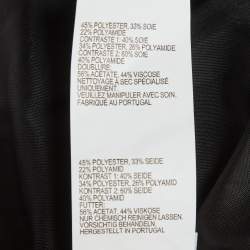 45% POLYESTER, 33% SOIE
22% POLYAMIDE
CONTRASTE 1: 40% SOIE
34% POLYESTER, 26% POLYAMIDE
CONTRASTE 2: 60% SOIE
40% POLYAMIDE
DOUBLURE:
56% ACETATE, 44% VISCOSE
NETTOYAGE A SEC SPECIALISE
UNIQUEMENT.
VEUILLEZ MANIPULER AVEC SOIN.
FABRIQUÉ AU PORTUGAL
45% POLYESTER, 33% SEIDE
22% POLYAMID
KONTRAST 1: 40% SEIDE
34% POLYESTER, 26% POLYAMID
KONTRAST 2: 60% SEIDE
40% POLYAMID
FUTTER:
56% ACETAT, 44% VISKOSE
NUR CHEMISCH REINIGEN LASSEN
VORSICHTIG BEHANDELN
HERGESTELLT IN PORTUGAL